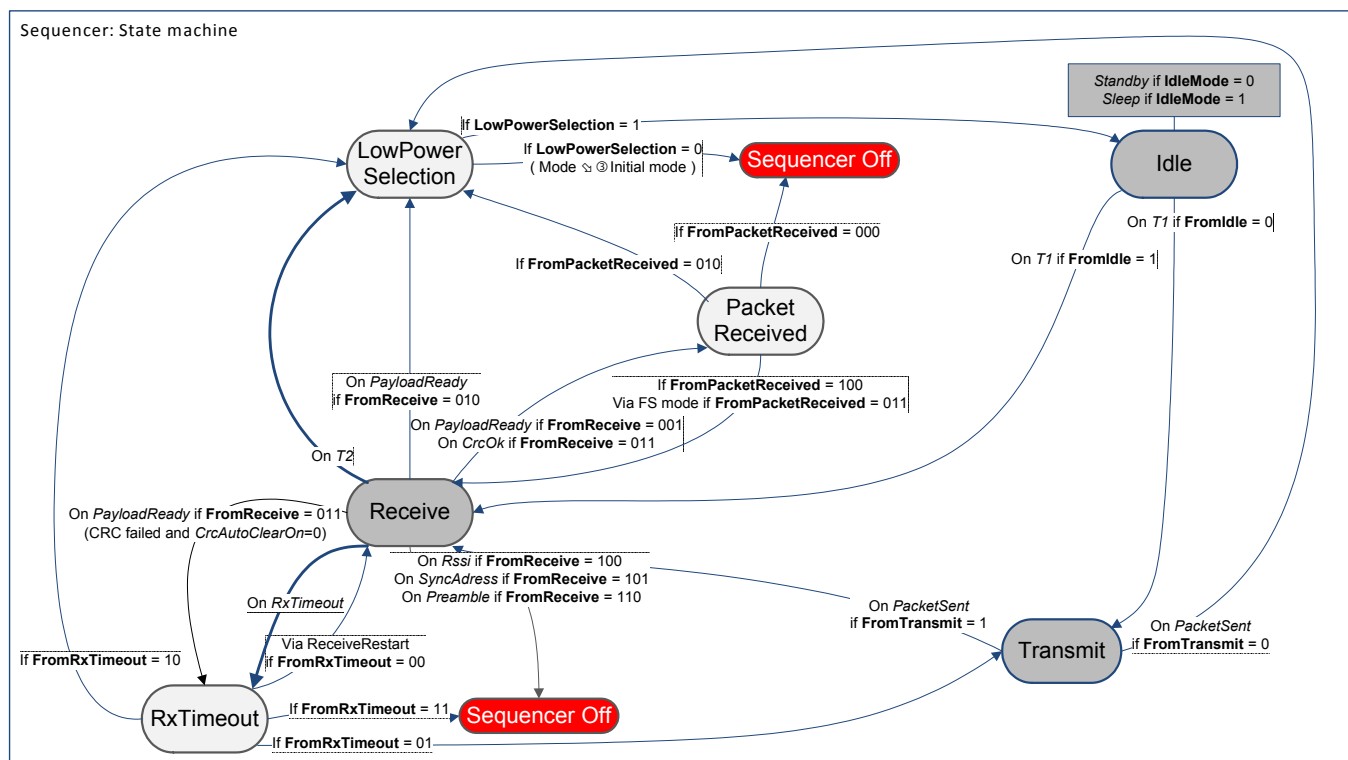 Sequencer: State machine
Standby if IdleMode = 0
Sleep if IdleMode = 1
If LowPowerSelection = 1
LowPower
Selection
If LowPowerSelection = 0
( Mode ⇘ ③ Initial mode )
Sequencer Off
Idle
If FromPacketReceived = 000
On T1 if FromIdle = 0
On T1 if FromIdle = 1
If FromPacketReceived = 010
Packet
Received
On PayloadReady
if FromReceive = 010
If FromPacketReceived = 100
Via FS mode if FromPacketReceived = 011
On PayloadReady if FromReceive = 001
On CrcOk if FromReceive = 011
On T2
Receive
On PayloadReady if FromReceive = 011
(CRC failed and CrcAutoClearOn=0)
On Rssi if FromReceive = 100
On SyncAdress if FromReceive = 101
On Preamble if FromReceive = 110
On RxTimeout
On PacketSent
if FromTransmit = 1
Transmit
On PacketSent
if FromTransmit = 0
Via ReceiveRestart
if FromRxTimeout = 00
If FromRxTimeout = 10
RxTimeout
If FromRxTimeout = 11
Sequencer Off
If FromRxTimeout = 01